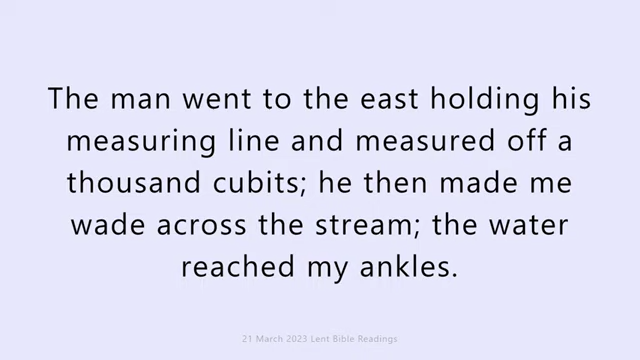 The man went to the east holding his
measuring line and measured off a
thousand cubits; he then made me
wade across the stream; the water
reached my ankles.
21 March 2023 Lent Bible Readings